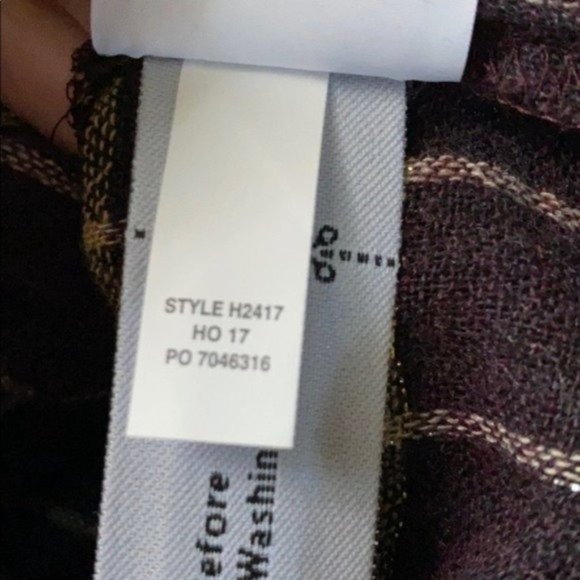 STYLE H2417
HO 17
PO 7046316
efore
Washin